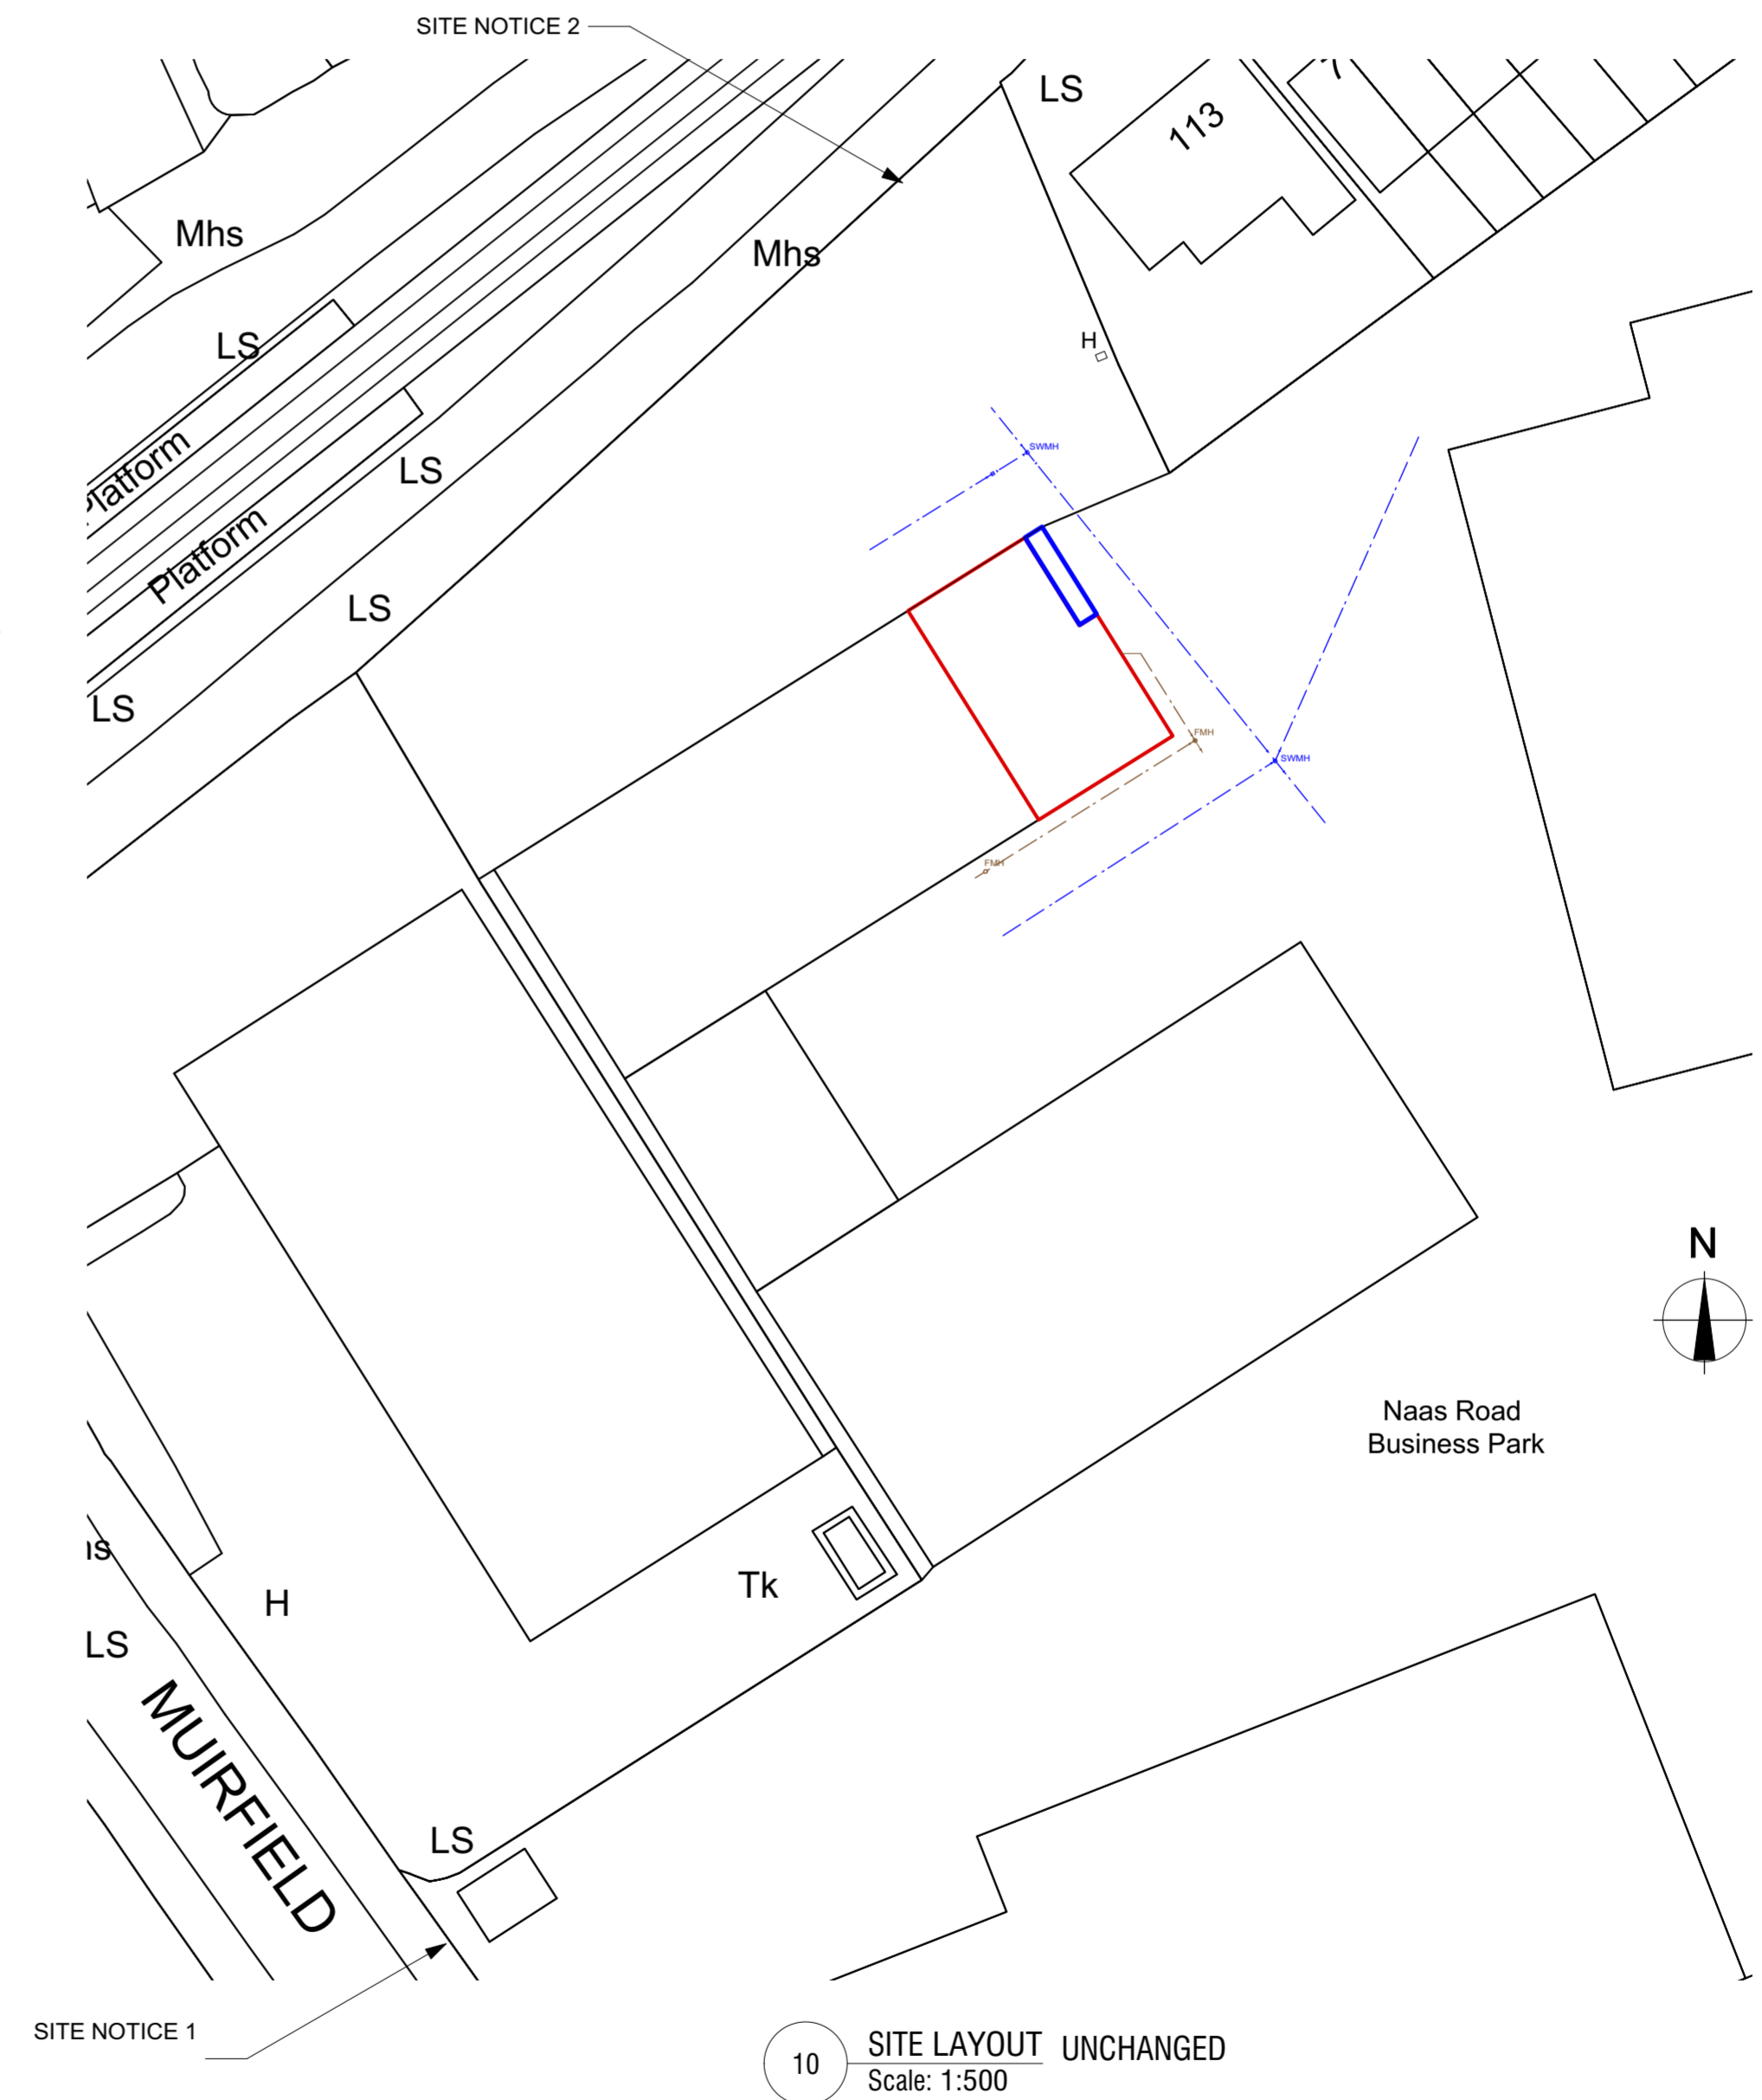 SITE NOTICE 2
LS
113
Mhs
Mhs
LS
H
Platform
LS
SWMH
Platform
LS
LS
FMH
SWMH
FMH
N
Naas Road
Business Park
Tk
H
LS
MUIRFIELD
LS
SITE NOTICE 1
10
SITE LAYOUT UNCHANGED
Scale: 1:500